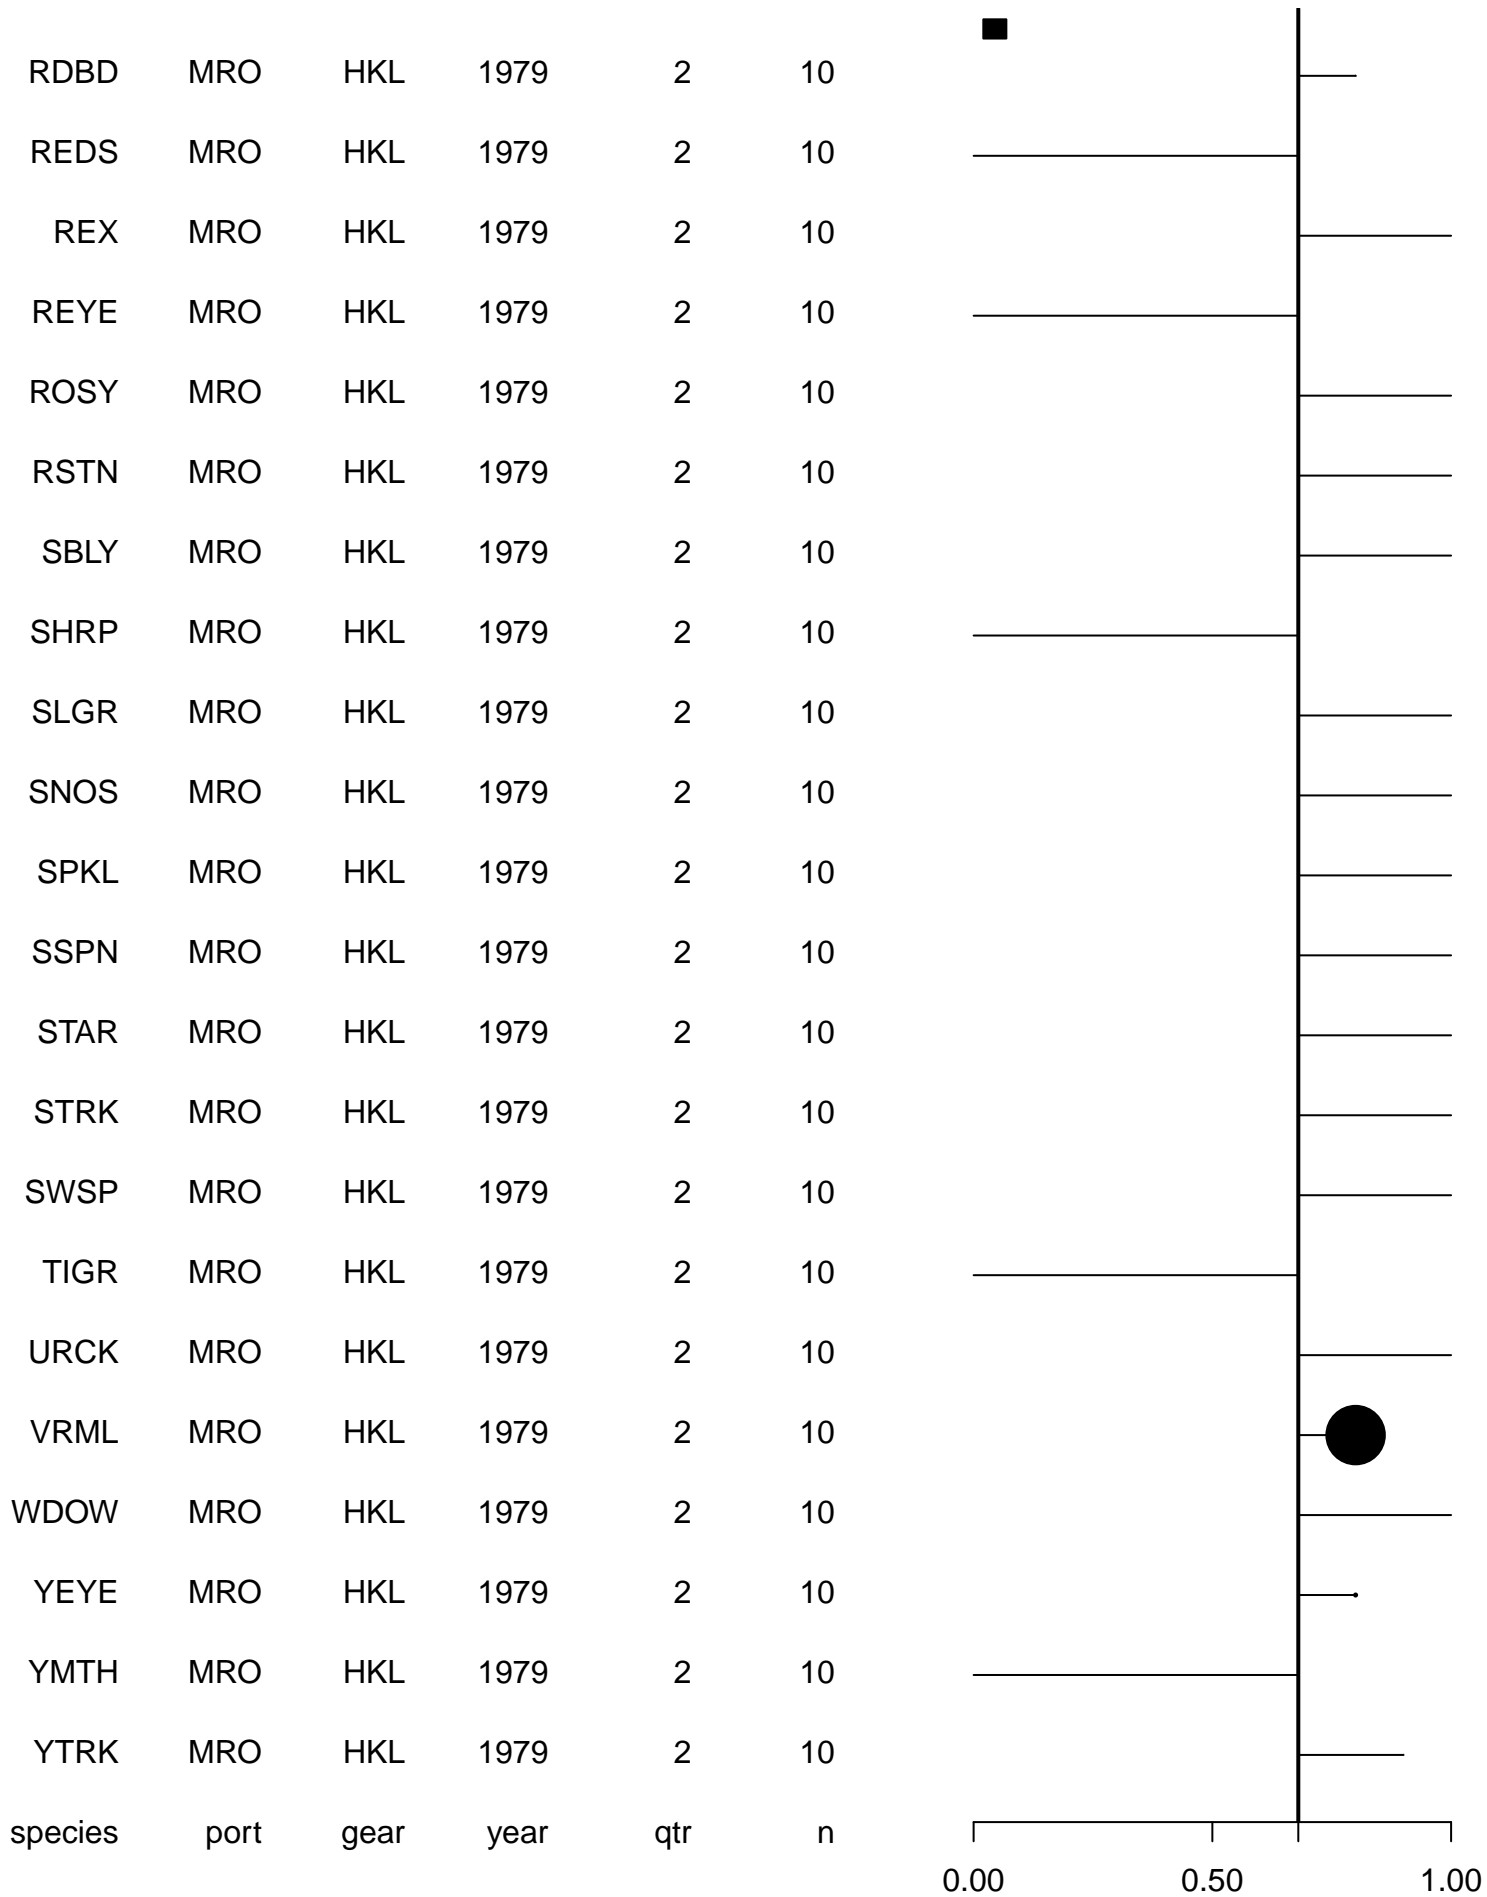 RDBD MRO HKL 1979 2 10
REDS MRO HKL 1979 2 10
REX MRO HKL 1979 2 10
REYE MRO HKL 1979 2 10
ROSY MRO HKL 1979 2 10
RSTN MRO HKL 1979 2 10
SBLY MRO HKL 1979 2 10
SHRP MRO HKL 1979 2 10
SLGR MRO HKL 1979 2 10
SNOS MRO HKL 1979 2 10
SPKL MRO HKL 1979 2 10
SSPN MRO HKL 1979 2 10
STAR MRO HKL 1979 2 10
STRK MRO HKL 1979 2 10
SWSP MRO HKL 1979 2 10
TIGR MRO HKL 1979 2 10
URCK MRO HKL 1979 2 10
VRML MRO HKL 1979 2 10
WDOW MRO HKL 1979 2 10
YEYE MRO HKL 1979 2 10
YMTH MRO HKL 1979 2 10
YTRK MRO HKL 1979 2 10
species port gear year qtr n
0.00 0.50 1.00